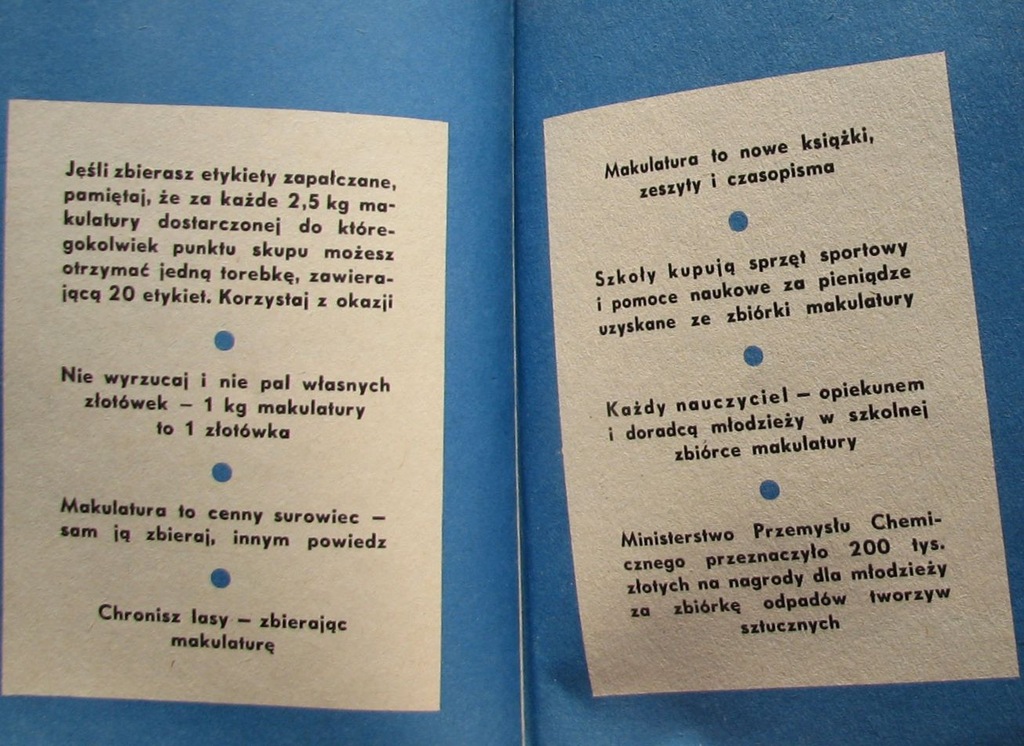 Jeśli zbierasz etykiety zapałczane,
pamiętaj, że za każde 2,5 kg ma-
kulatury dostarczonej do które-
gokolwiek punktu skupu możesz
otrzymać jedną torebkę, zawiera-
jącą 20 etykiet. Korzystaj z okazji
Nie wyrzucaj i nie pal własnych
złotówek – 1 kg makulatury
to 1 złotówka
Makulatura to cenny surowiec –
sam ją zbieraj, innym powiedz
Chronisz lasy – zbierając
makulaturę
Makulatura to nowe książki,
zeszyty i czasopisma
Szkoły kupują sprzęt sportowy
i pomoce naukowe za pieniądze
uzyskane ze zbiórki makulatury
Każdy nauczyciel – opiekunem
i doradcą młodzieży w szkolnej
zbiórce makulatury
Ministerstwo Przemysłu Chemi-
cznego przeznaczyło 200 tys.
złotych na nagrody dla młodzieży
za zbiórkę odpadów tworzyw
sztucznych